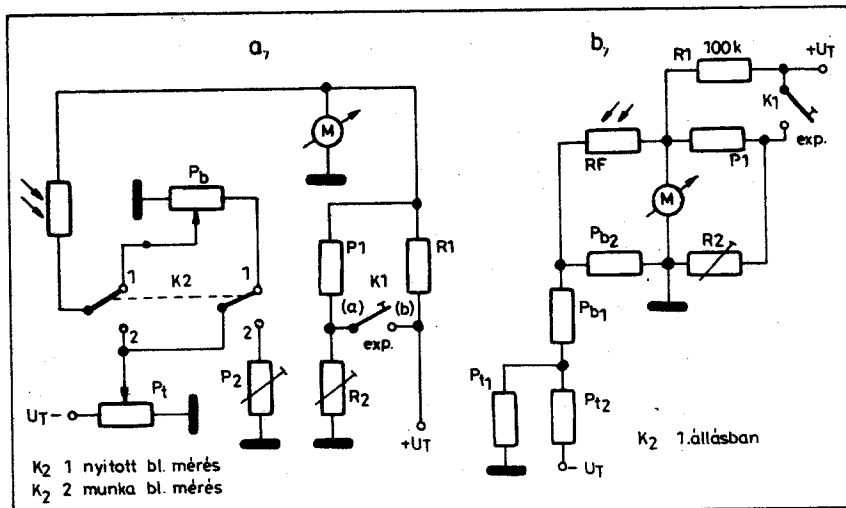 a,
M
Pb
1
K2
1
2
2
Pt
UT-
P2
P1
R1
K1
(a)
(b)
exp.
R2
+UT
K2 1 nyitott bl. mérés
K2 2 munka bl. mérés
b,
R1 100k
+UT
K1
exp.
RF
P1
M
Pb2
R2
Pb1
Pt1
Pt2
- UT
K2 1.állásban